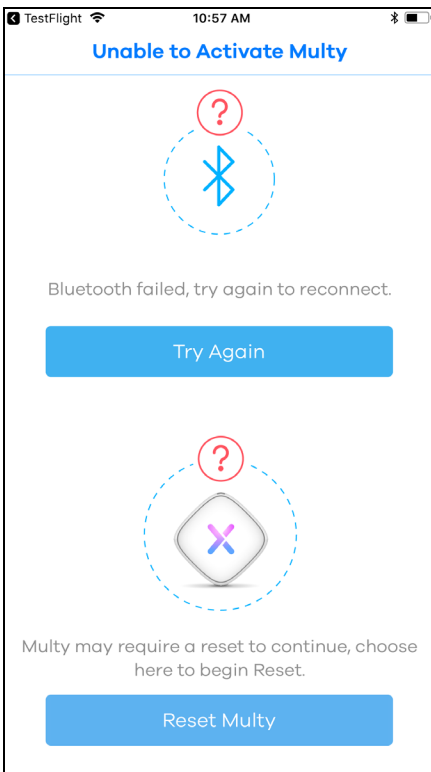 TestFlight 10:57 AM
Unable to Activate Multy
?
Bluetooth failed, try again to reconnect.
Try Again
?
X
Multy may require a reset to continue, choose
here to begin Reset.
Reset Multy